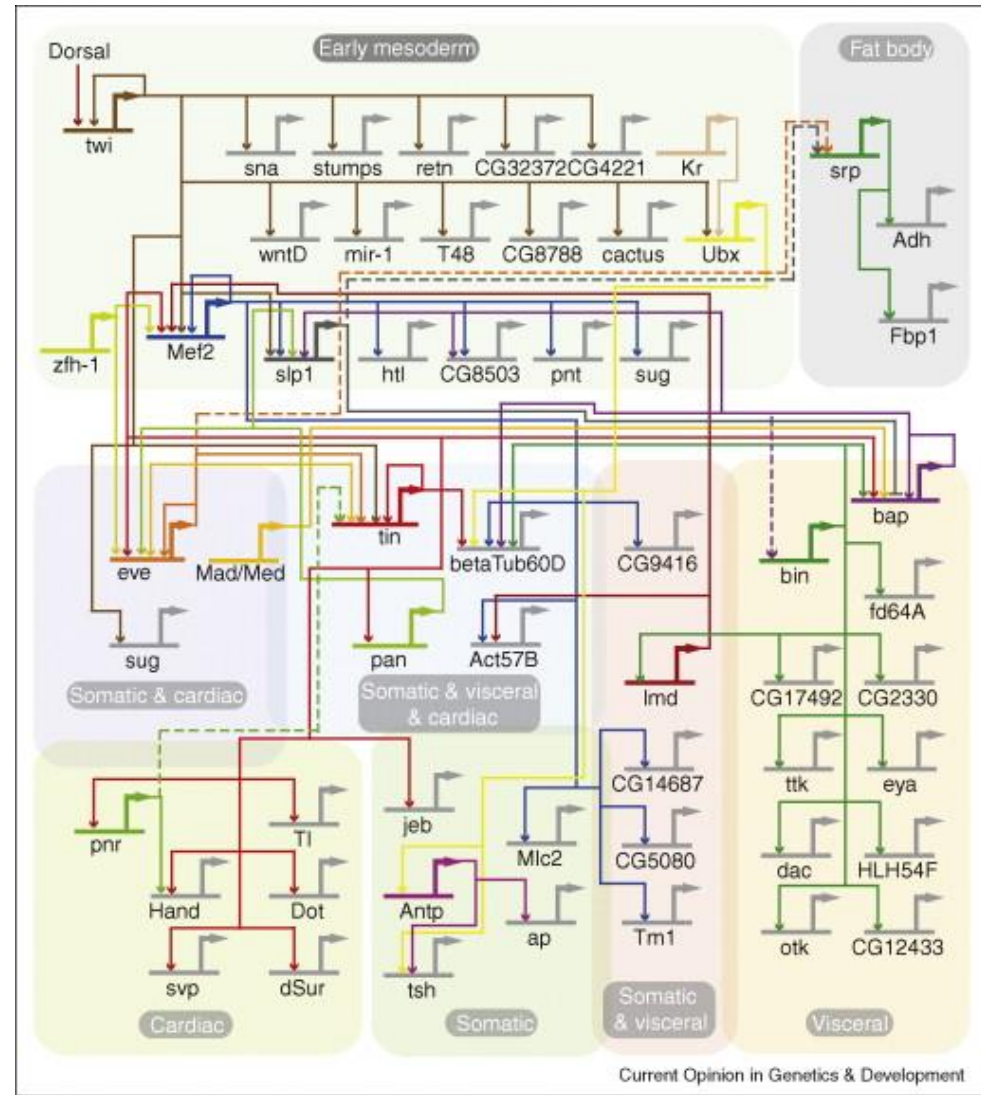 Early mesoderm
Fat body
Dorsal
twi
sna
stumps
retn
CG32372
CG4221
Kr
srp
wntD
mir-1
T48
CG8788
cactus
Ubx
Adh
zfh-1
Mef2
slp1
htl
CG8503
pnt
sug
Fbp1
eve
Mad/Med
tin
betaTub60D
CG9416
bin
bap
fd64A
sug
pan
Act57B
lmd
CG17492
CG2330
Somatic & cardiac
Somatic & visceral
& cardiac
pnr
Tl
jeb
Mlc2
CG14687
ttk
eya
Hand
Dot
Antp
ap
CG5080
dac
HLH54F
svp
dSur
tsh
Tm1
otk
CG12433
Cardiac
Somatic
Somatic
& visceral
Visceral
Current Opinion in Genetics & Development